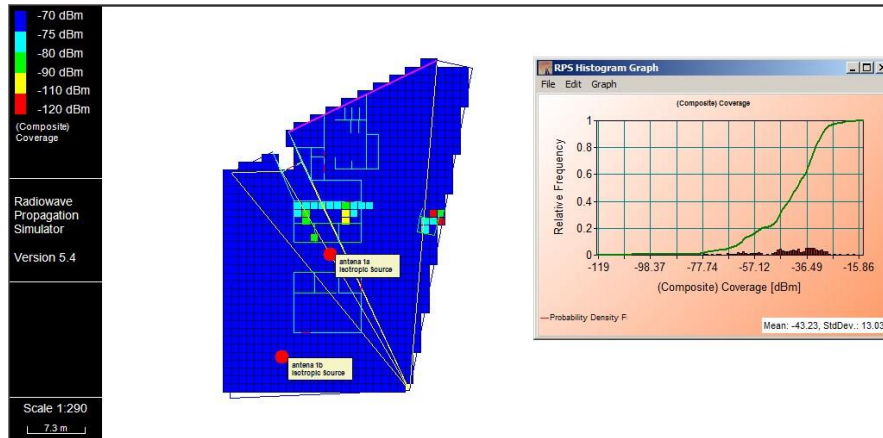 -70 dBm
-75 dBm
-80 dBm
-90 dBm
-110 dBm
-120 dBm
(Composite)
Coverage
Radiowave
Propagation
Simulator
Version 5.4
Scale 1:290
7.3 m
antena 1a
Isotropic Source
antena 1b
Isotropic Source
RPS Histogram Graph
File Edit Graph
(Composite) Coverage
Relative Frequency
1
0.8
0.6
0.4
0.2
0
-119 -98.37 -77.74 -57.12 -36.49 -15.86
(Composite) Coverage [dBm]
Probability Density F
Mean: -43.23, StdDev.: 13.03